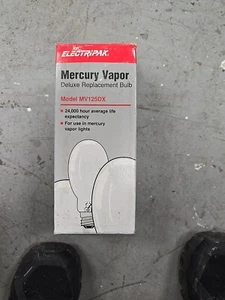 ELECTRIPAK
Mercury Vapor
Deluxe Replacement Bulb
Model MV125DX
24,000 hour average life
expectancy
For use in mercury
vapor lights